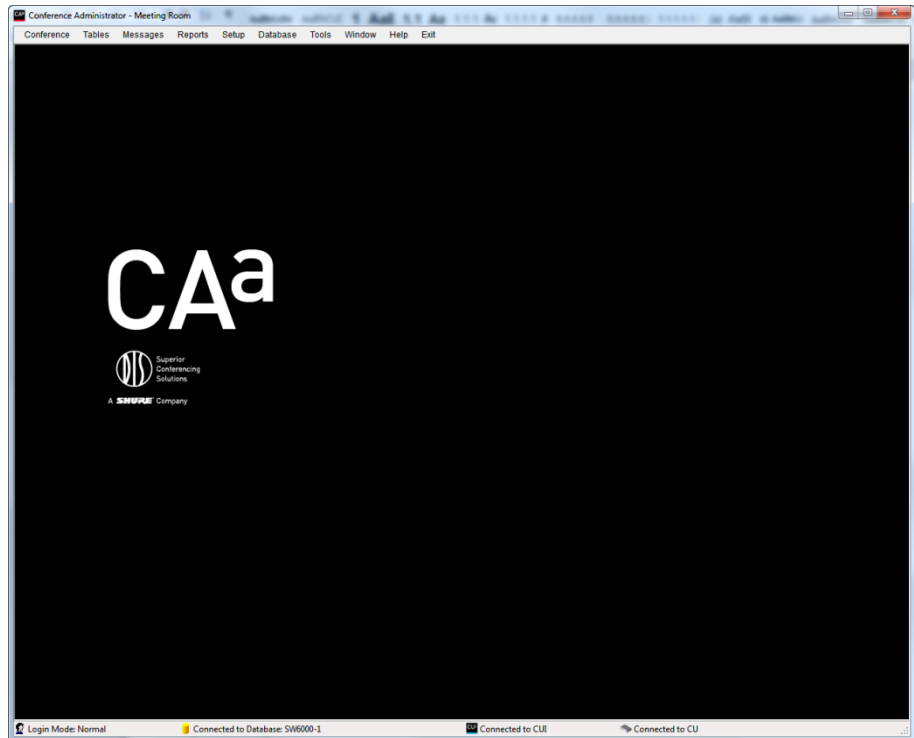 Conference Administrator - Meeting Room
Conference Tables Messages Reports Setup Database Tools Window Help Exit
CAa
DIS
Superior
Conferencing
Solutions
A SHURE Company
Login Mode: Normal Connected to Database: SW6000-1 Connected to CUI Connected to CU